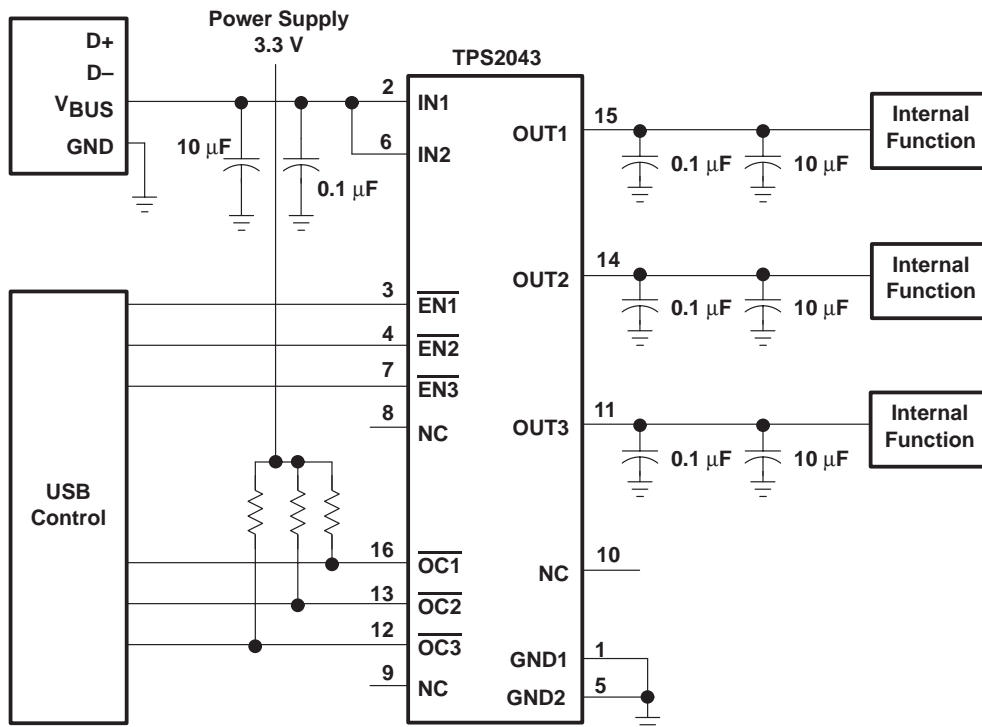 Power Supply
3.3 V
TPS2043
D+
D–
VBUS
GND
10 µF
0.1 µF
2
IN1
6
IN2
15
OUT1
0.1 µF
10 µF
Internal
Function
14
OUT2
0.1 µF
10 µF
Internal
Function
11
OUT3
0.1 µF
10 µF
Internal
Function
USB
Control
3
EN1
4
EN2
7
EN3
8
NC
16
OC1
13
OC2
12
OC3
9
NC
10
NC
1
GND1
5
GND2